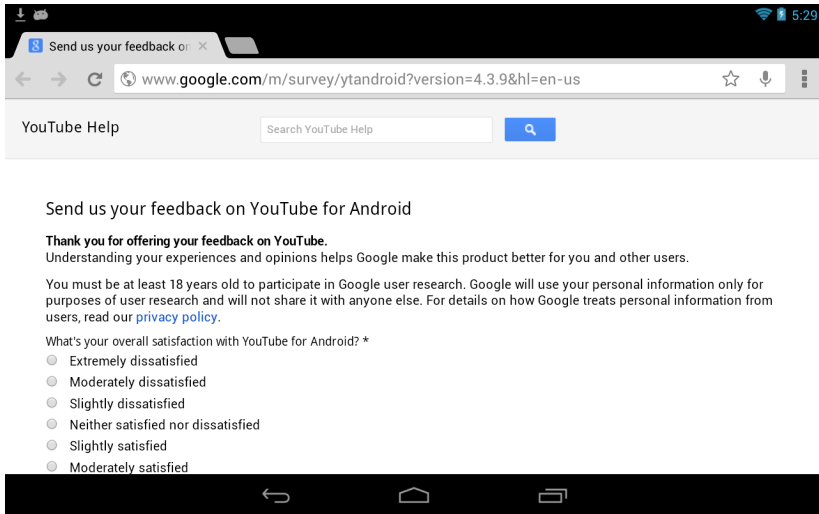 5:29
Send us your feedback on
www.google.com/m/survey/ytandroid?version=4.3.9&hl=en-us
YouTube Help
Search YouTube Help
Send us your feedback on YouTube for Android
Thank you for offering your feedback on YouTube.
Understanding your experiences and opinions helps Google make this product better for you and other users.
You must be at least 18 years old to participate in Google user research. Google will use your personal information only for
purposes of user research and will not share it with anyone else. For details on how Google treats personal information from
users, read our privacy policy.
What's your overall satisfaction with YouTube for Android? *
Extremely dissatisfied
Moderately dissatisfied
Slightly dissatisfied
Neither satisfied nor dissatisfied
Slightly satisfied
Moderately satisfied